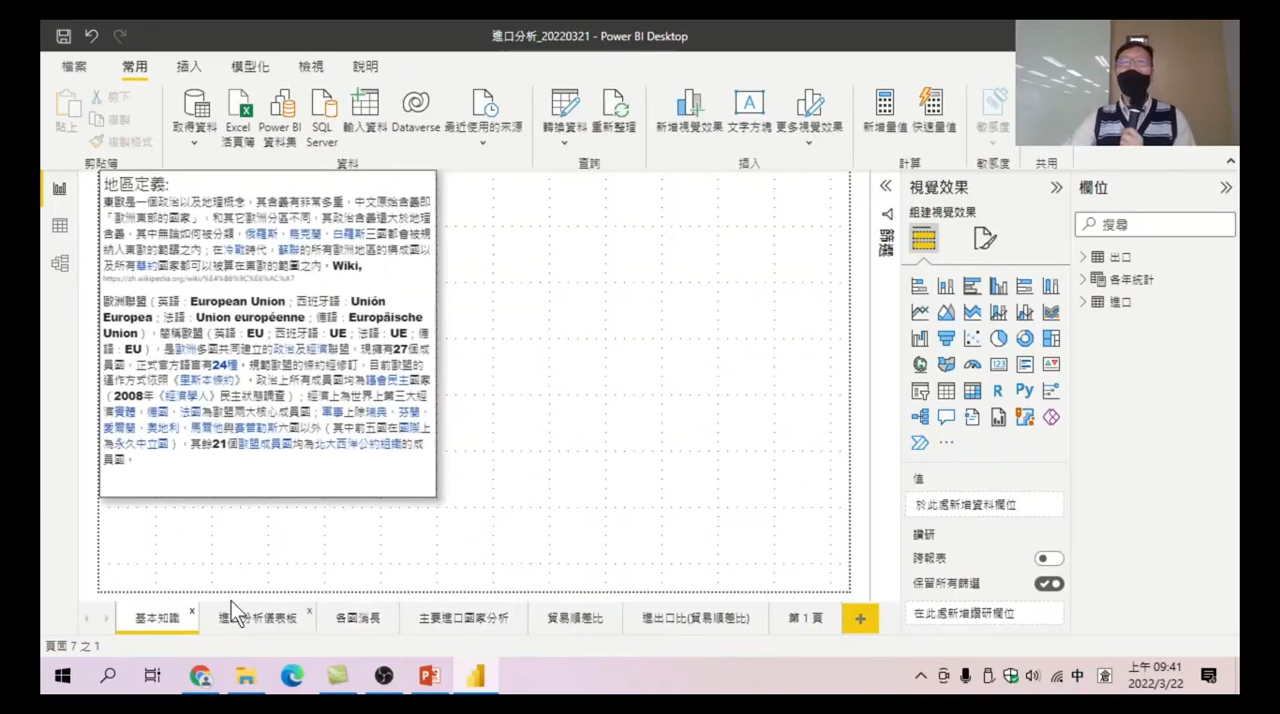 進口分析_20220321 - Power BI Desktop
檔案 常用 插入 模型化 檢視 說明
貼上
剪下
複製
複製格式
剪貼簿
取得資料
Excel 活頁簿
Power BI 資料集
SQL Server
輸入資料
Dataverse
最近使用的來源
資料
轉換資料
重新整理
查詢
新增視覺效果
文字方塊
更多視覺效果
插入
新增量值
快速量值
計算
敏感度
敏感度
共用
地區定義:
東歐是一個政治以及地理概念，其含義有非常多重，中文原始含義即
「歐洲東部的國家」，和其它歐洲分區不同，其政治含義還大於地理
含義，其中無論如何被分類，俄羅斯、烏克蘭、白羅斯三國都會被規
納入東歐的範疇之內；在冷戰時代，蘇聯的所有歐洲地區的構成國以
及所有華約國家都可以被算在東歐的範圍之內。Wiki,
https://zh.wikipedia.org/wiki/%E4%B8%9C%E6%AC%A7
歐洲聯盟（英語：European Union；西班牙語：Unión
Europea；法語：Union européenne；德語：Europäische
Union），簡稱歐盟（英語：EU；西班牙語：UE；法語：UE；德
語：EU），是歐洲多國共同建立的政治及經濟聯盟，現擁有27個成
員國，正式官方語言有24種。規範歐盟的條約經修訂，目前歐盟的
運作方式依照《里斯本條約》，政治上所有成員國均為議會民主國家
（2008年《經濟學人》民主狀態調查）；經濟上為世界上第三大經
濟實體，德國、法國為歐盟兩大核心成員國；軍事上除瑞典、芬蘭、
愛爾蘭、奧地利、馬爾他與賽普勒斯六國以外（其中前五國在國際上
為永久中立國），其餘21個歐盟成員國均為北大西洋公約組織的成
員國。
篩選
視覺效果
組建視覺效果
R
Py
123
值
於此處新增資料欄位
鑽研
跨報表
保留所有篩選
在此處新增鑽研欄位
欄位
搜尋
出口
各年統計
進口
基本知識
進口分析儀表板
各國消長
主要進口國家分析
貿易順差比
進出口比(貿易順差比)
第 1 頁
頁面 7 之 1
中
倉
上午 09:41
2022/3/22